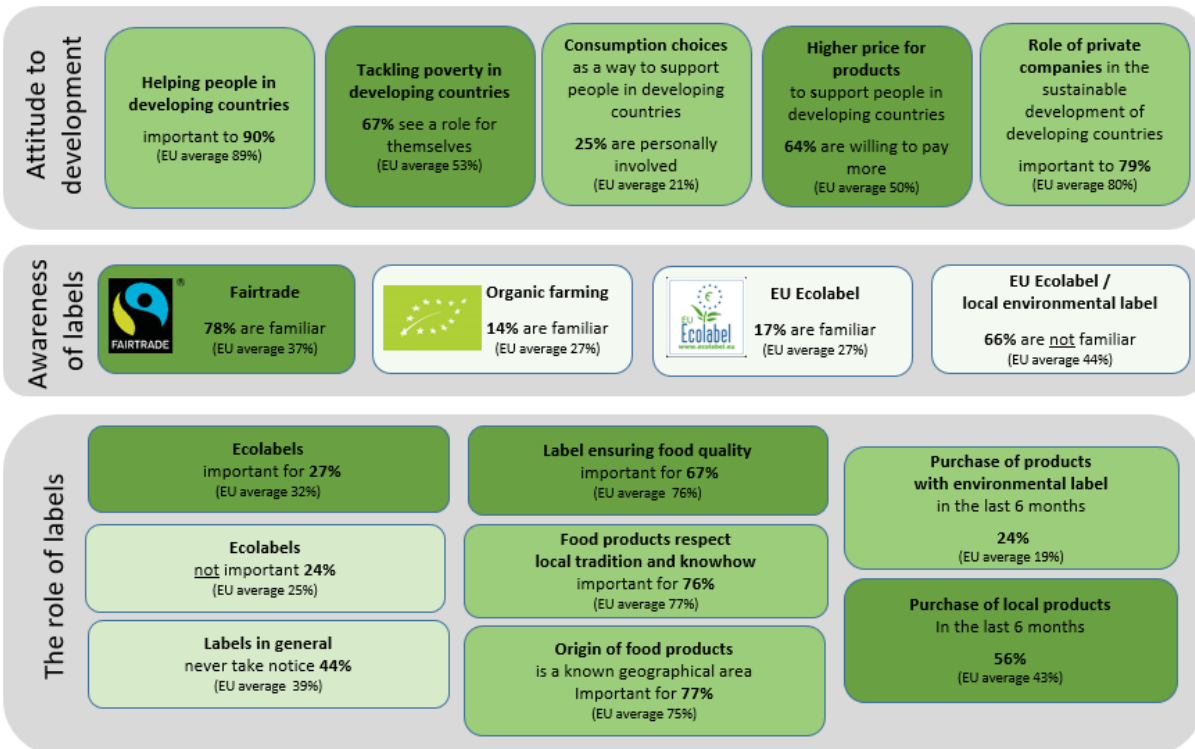 Attitude to
development
Helping people in
developing countries
important to 90%
(EU average 89%)
Tackling poverty in
developing countries
67% see a role for
themselves
(EU average 53%)
Consumption choices
as a way to support
people in developing
countries
25% are personally
involved
(EU average 21%)
Higher price for
products
to support people in
developing countries
64% are willing to pay
more
(EU average 50%)
Role of private
companies in the
sustainable
development of
developing countries
important to 79%
(EU average 80%)
Awareness
of labels
®
FAIRTRADE
Fairtrade
78% are familiar
(EU average 37%)
Organic farming
14% are familiar
(EU average 27%)
EU
Ecolabel
www.ecolabel.eu
EU Ecolabel
17% are familiar
(EU average 27%)
EU Ecolabel /
local environmental label
66% are not familiar
(EU average 44%)
The role of labels
Ecolabels
important for 27%
(EU average 32%)
Ecolabels
not important 24%
(EU average 25%)
Labels in general
never take notice 44%
(EU average 39%)
Label ensuring food quality
important for 67%
(EU average 76%)
Food products respect
local tradition and knowhow
important for 76%
(EU average 77%)
Origin of food products
is a known geographical area
Important for 77%
(EU average 75%)
Purchase of products
with environmental label
in the last 6 months
24%
(EU average 19%)
Purchase of local products
In the last 6 months
56%
(EU average 43%)